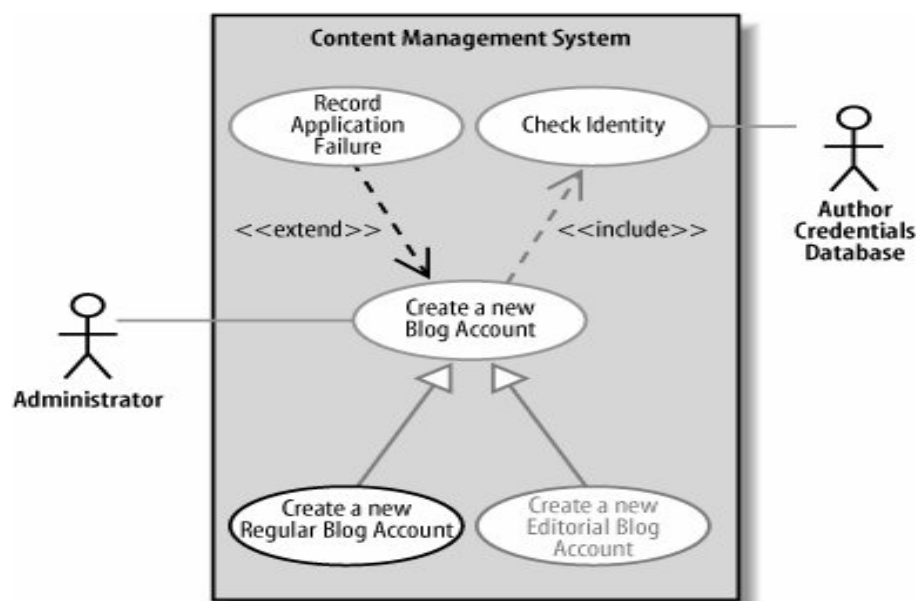 Content Management System
Record
Application
Failure
Check Identity
Author
Credentials
Database
<<extend>>
<<include>>
Create a new
Blog Account
Administrator
Create a new
Regular Blog Account
Create a new
Editorial Blog
Account